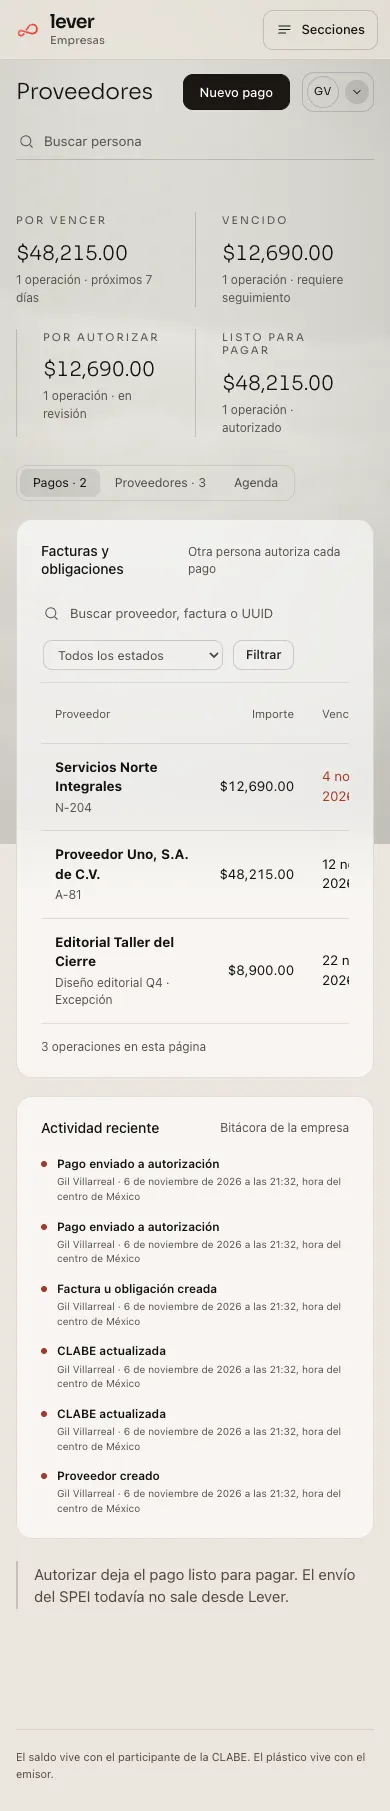 lever
Empresas
Secciones
Proveedores
Nuevo pago
GV
Buscar persona
POR VENCER
$48,215.00
1 operación · próximos 7
días
VENCIDO
$12,690.00
1 operación · requiere
seguimiento
POR AUTORIZAR
$12,690.00
1 operación · en
revisión
LISTO PARA
PAGAR
$48,215.00
1 operación ·
autorizado
Pagos · 2
Proveedores · 3
Agenda
Facturas y
obligaciones
Otra persona autoriza cada
pago
Buscar proveedor, factura o UUID
Todos los estados
Filtrar
Proveedor
Importe
Venc
Servicios Norte
Integrales
N-204
$12,690.00
4 no
2026
Proveedor Uno, S.A.
de C.V.
A-81
$48,215.00
12 n
2026
Editorial Taller del
Cierre
Diseño editorial Q4 ·
Excepción
$8,900.00
22 n
2026
3 operaciones en esta página
Actividad reciente
Bitácora de la empresa
Pago enviado a autorización
Gil Villarreal · 6 de noviembre de 2026 a las 21:32, hora del
centro de México
Pago enviado a autorización
Gil Villarreal · 6 de noviembre de 2026 a las 21:32, hora del
centro de México
Factura u obligación creada
Gil Villarreal · 6 de noviembre de 2026 a las 21:32, hora del
centro de México
CLABE actualizada
Gil Villarreal · 6 de noviembre de 2026 a las 21:32, hora del
centro de México
CLABE actualizada
Gil Villarreal · 6 de noviembre de 2026 a las 21:32, hora del
centro de México
Proveedor creado
Gil Villarreal · 6 de noviembre de 2026 a las 21:32, hora del
centro de México
Autorizar deja el pago listo para pagar. El envío
del SPEI todavía no sale desde Lever.
El saldo vive con el participante de la CLABE. El plástico vive con el
emisor.